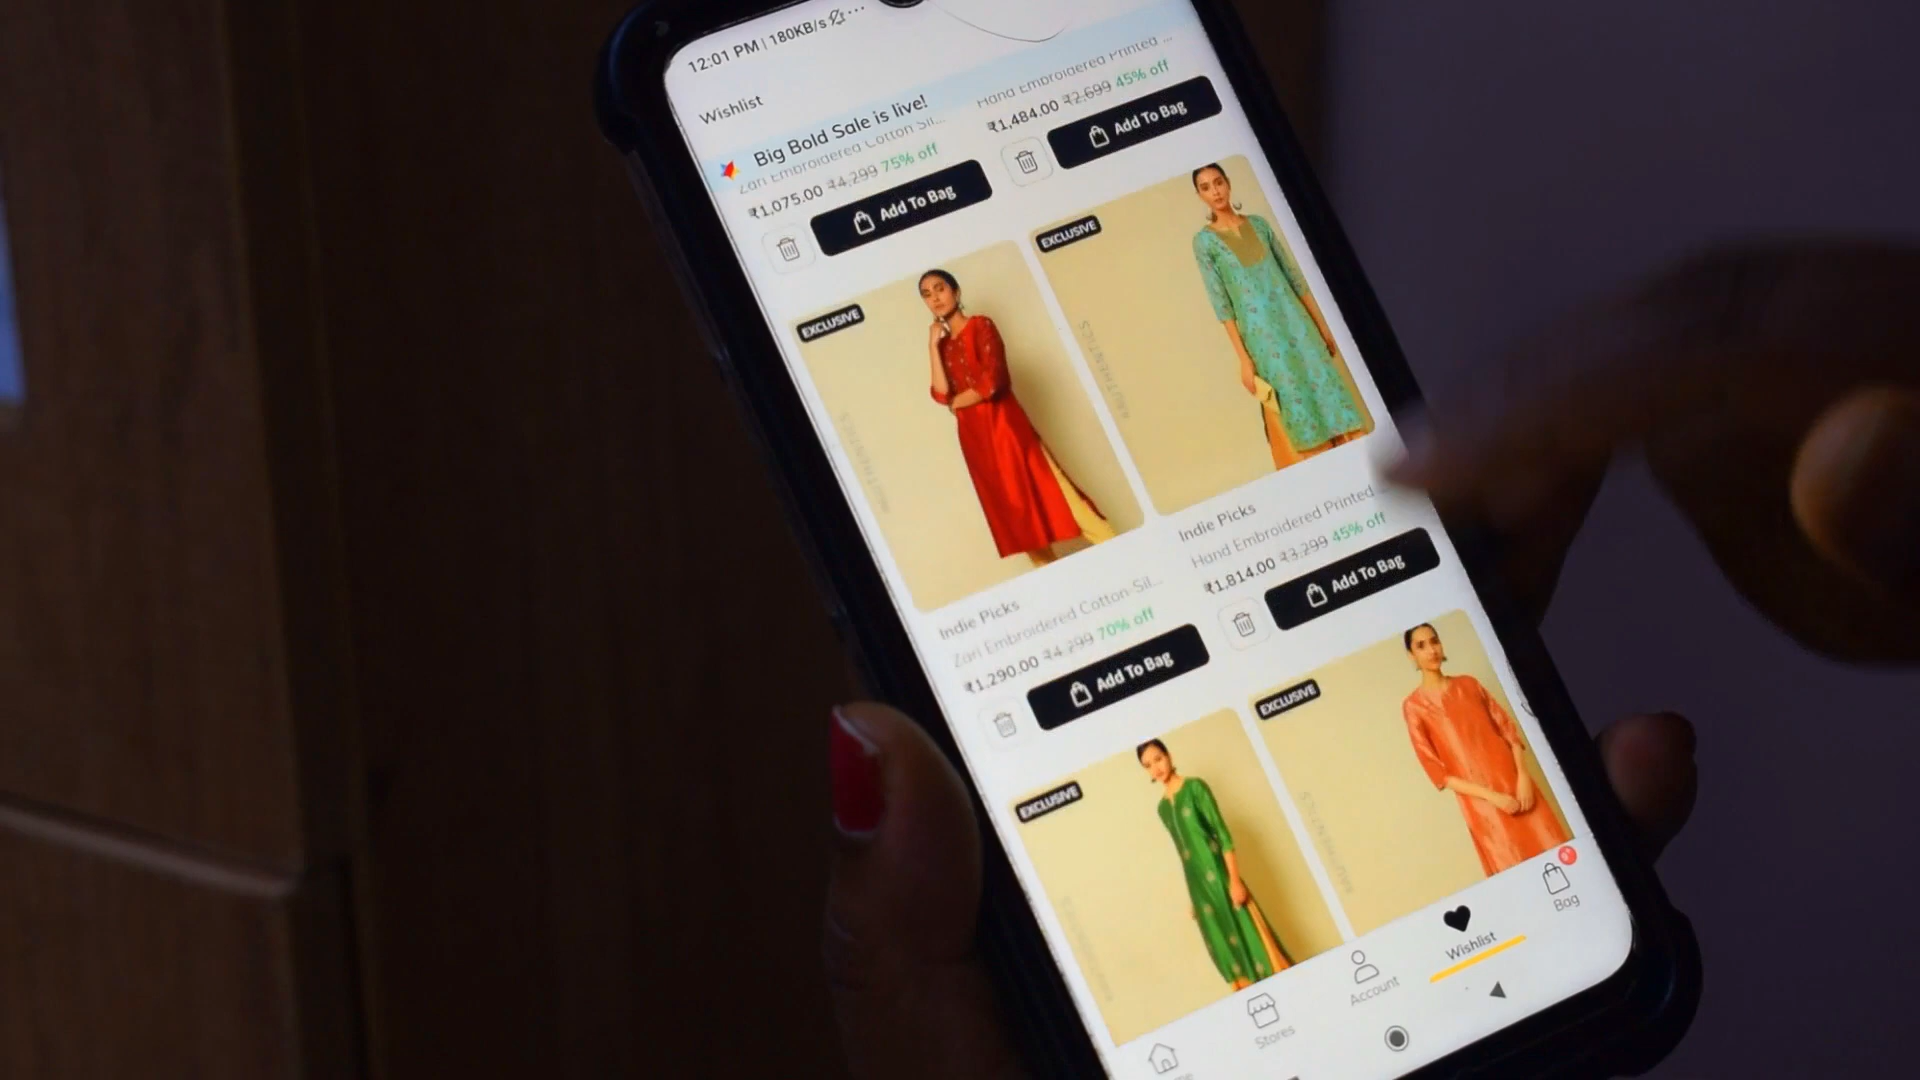 12:01 PM | 180KB/s
Wishlist
Big Bold Sale is live!
Zari Embroidered Cotton Sil...
₹1,075.00 ₹4,299 75% off
Add To Bag
Hand Embroidered Printed ...
₹1,484.00 ₹2,699 45% off
Add To Bag
EXCLUSIVE
Indie Picks
Zari Embroidered Cotton Sil...
₹1,290.00 ₹4,299 70% off
Add To Bag
EXCLUSIVE
Indie Picks
Hand Embroidered Printed ...
₹1,814.00 ₹3,299 45% off
Add To Bag
EXCLUSIVE
EXCLUSIVE
Stores
Account
Wishlist
Bag